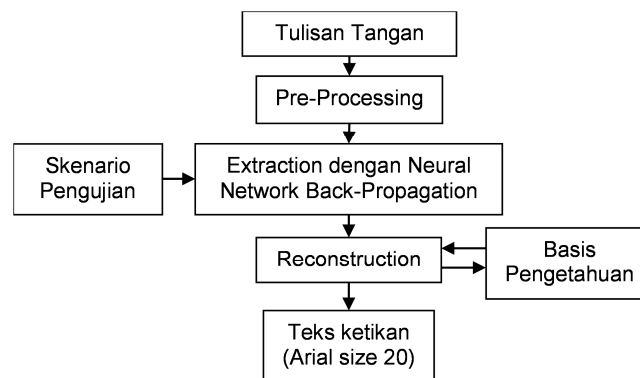 Tulisan Tangan
Pre-Processing
Skenario
Pengujian
Extraction dengan Neural
Network Back-Propagation
Reconstruction
Basis
Pengetahuan
Teks ketikan
(Arial size 20)